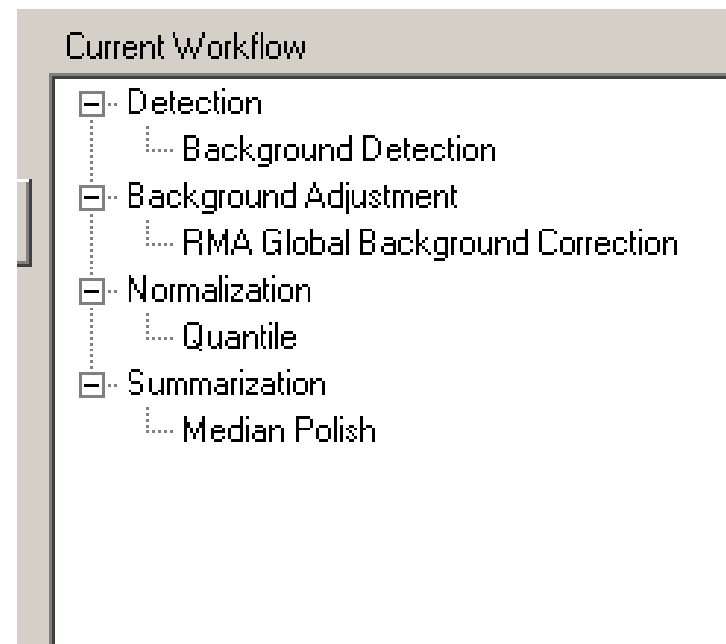 Current Workflow
Detection
Background Detection
Background Adjustment
RMA Global Background Correction
Normalization
Quantile
Summarization
Median Polish